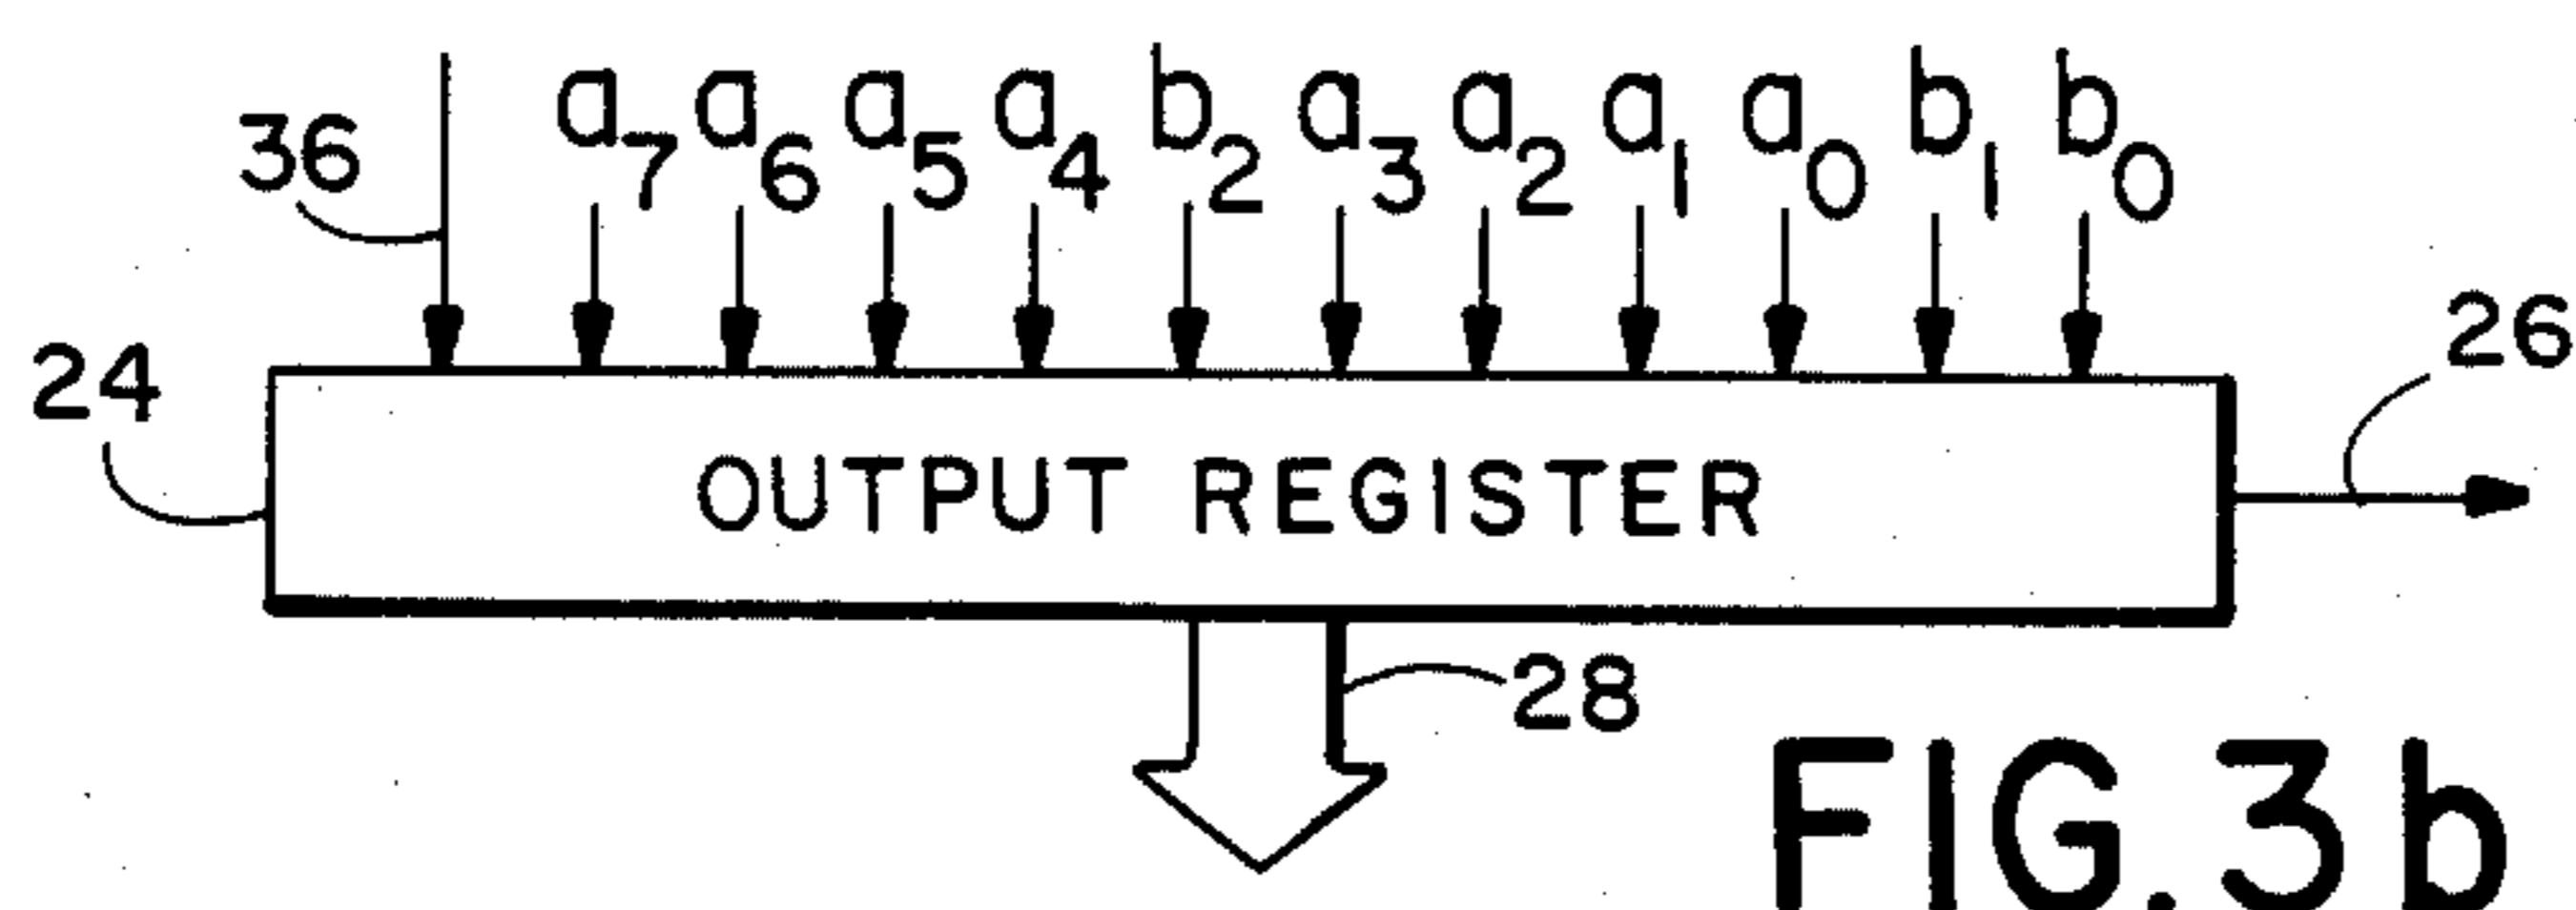 36 a₇ a₆ a₅ a₄ b₂ a₃ a₂ a₁ a₀ b₁ b₀
24
26
OUTPUT REGISTER
28
FIG. 3b